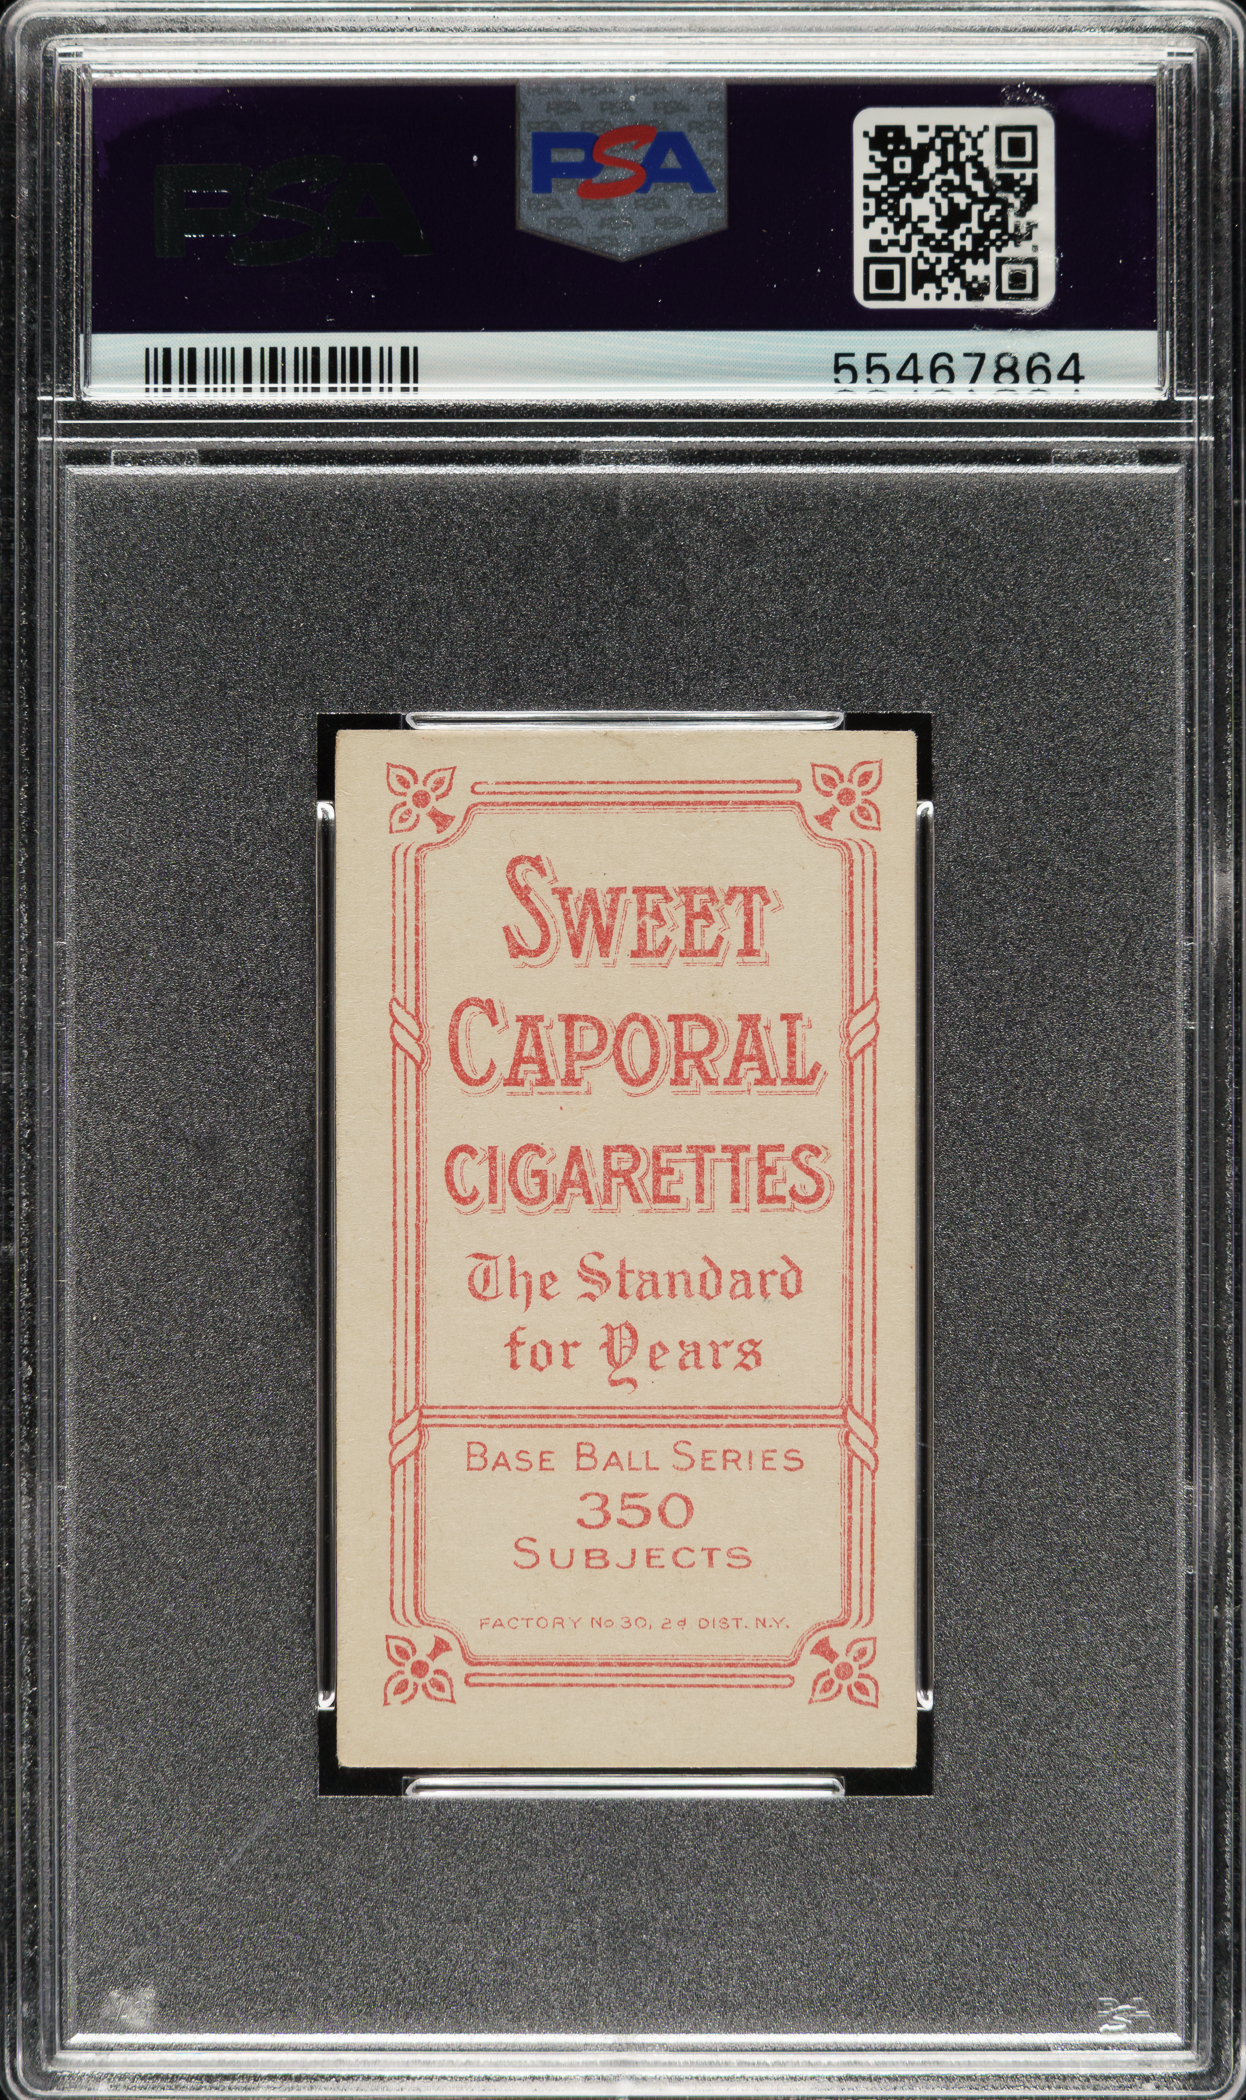 PSA
PSA
55467864
SWEET
CAPORAL
CIGARETTES
The Standard
for Years
BASE BALL SERIES
350
SUBJECTS
FACTORY No 30, 2d DIST. N.Y.
PSA